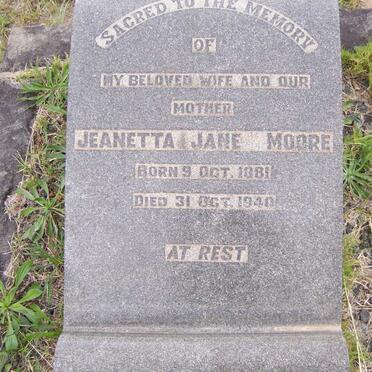 SACRED TO THE MEMORY
OF
MY BELOVED WIFE AND OUR
MOTHER
JEANETTA JANE MOORE
BORN 9 OCT. 1881
DIED 31 OCT. 1940
AT REST